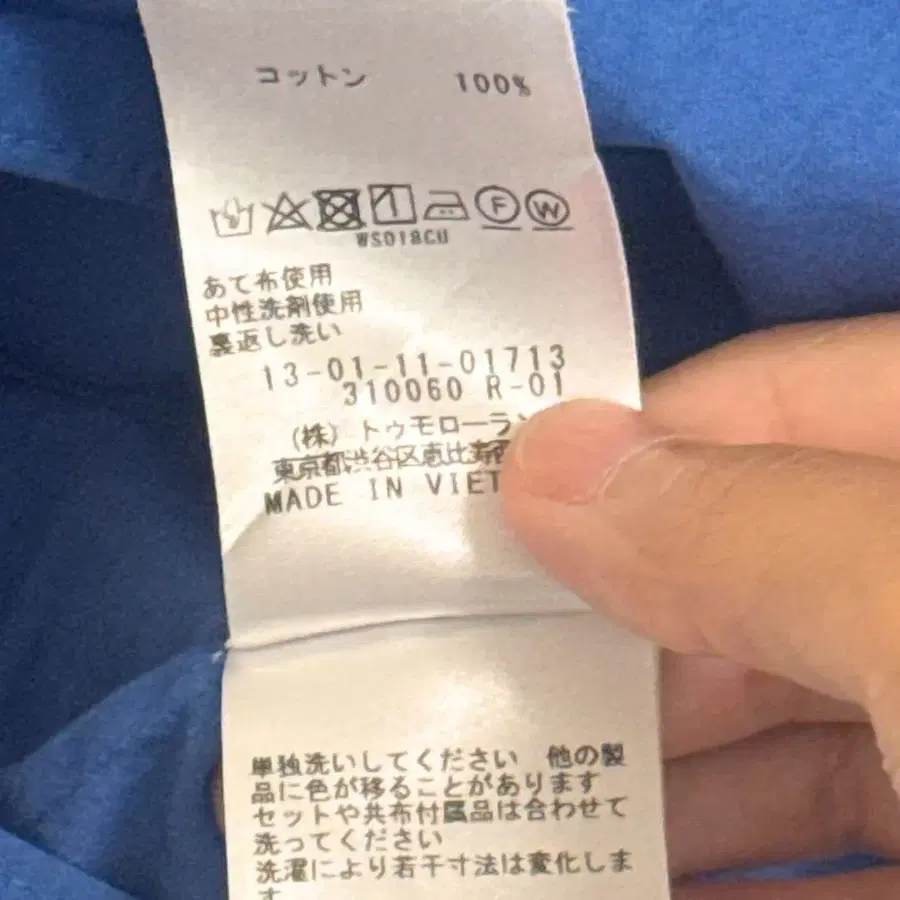 コットン 100%
F W
WS018CU
あて布使用
中性洗剤使用
裏返し洗い
13-01-11-01713
310060 R-01
(株) トゥモローラン
東京都渋谷区恵比寿
MADE IN VIET
単独洗いしてください 他の製
品に色が移ることがあります
セットや共布付属品は合わせて
洗ってください
洗濯により若干寸法は変化しま
す